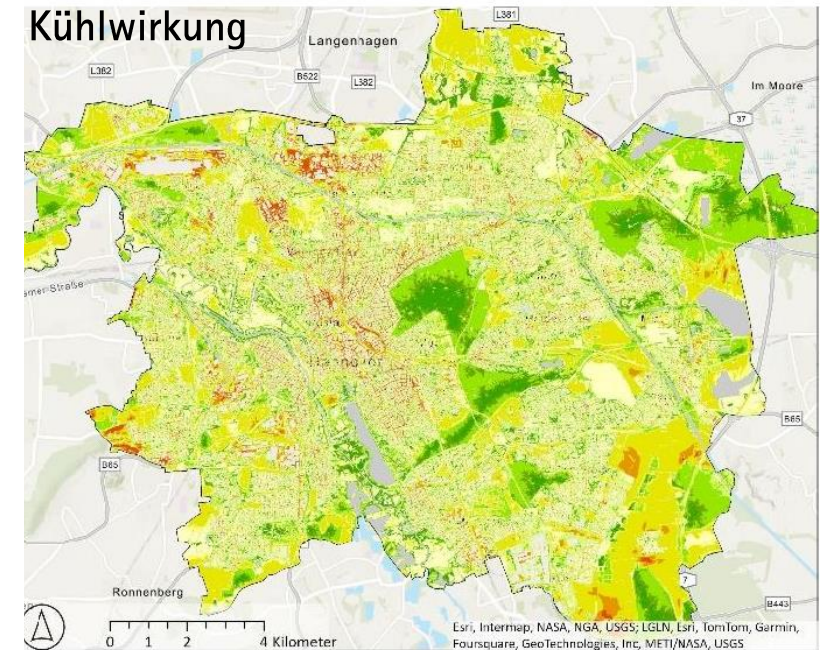 Kühlwirkung
L381
Langenhagen
L382
B522
L382
Im Moore
37
Hannover
B65
B65
7
Ronnenberg
B443
0 1 2 4 Kilometer
Esri, Intermap, NASA, NGA, USGS; LGLN, Esri, TomTom, Garmin,
Foursquare, GeoTechnologies, Inc, METI/NASA, USGS